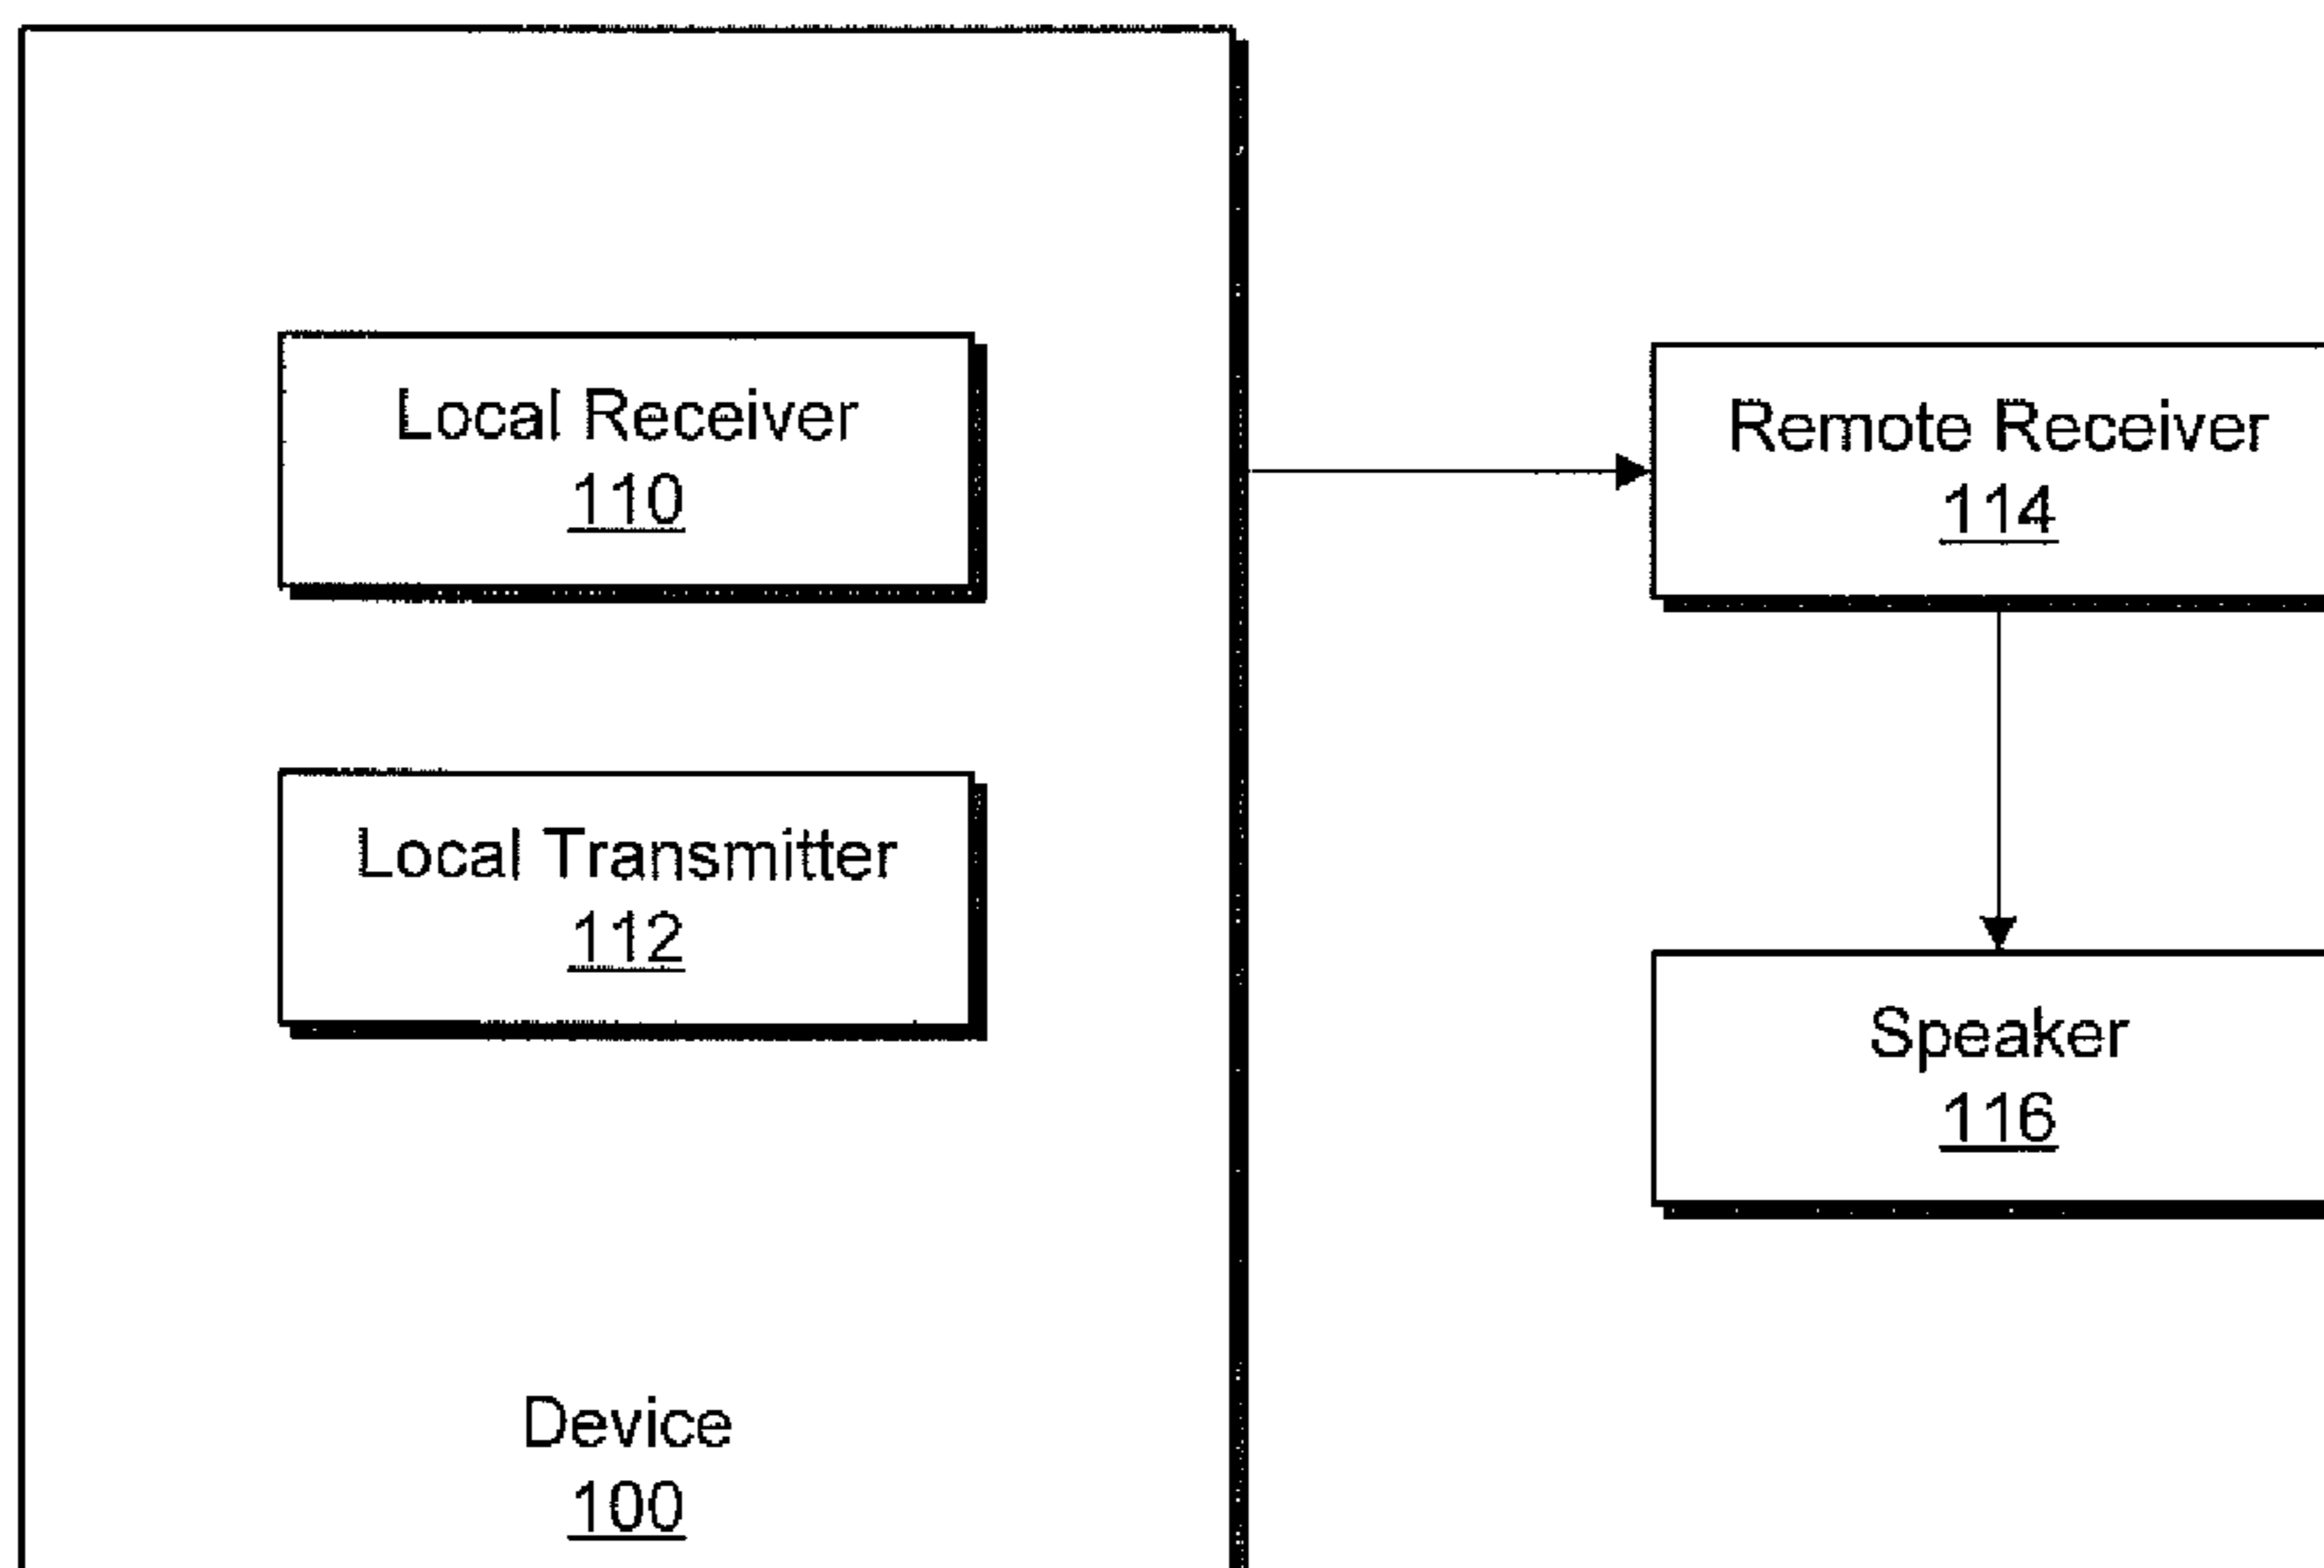 Local Receiver
110
Local Transmitter
112
Device
100
Remote Receiver
114
Speaker
116